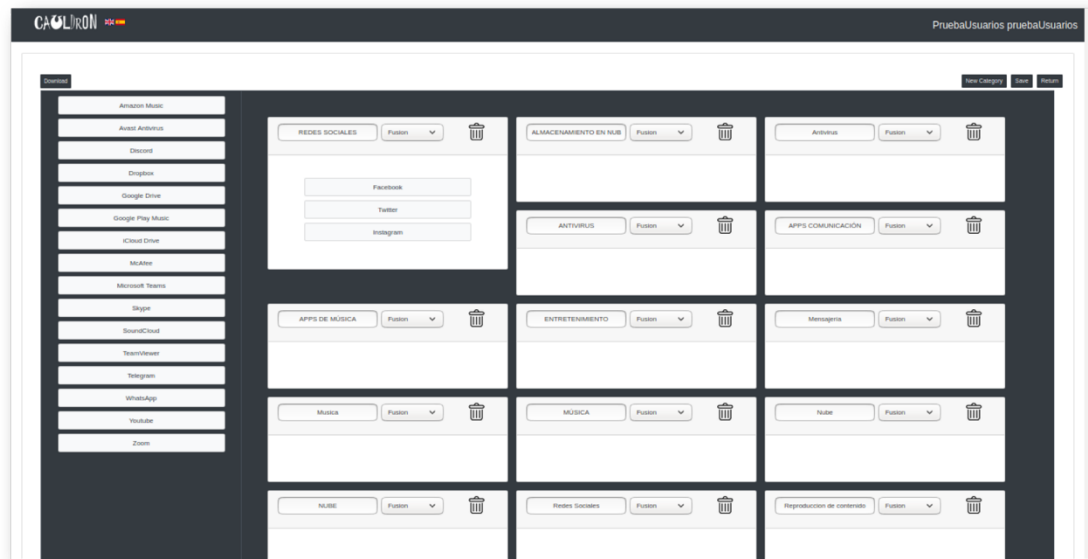 CAULDRON
PruebaUsuarios pruebaUsuarios
Download
New Category Save Return
Amazon Music
Avast Antivirus
Discord
Dropbox
Google Drive
Google Play Music
iCloud Drive
McAfee
Microsoft Teams
Skype
SoundCloud
TeamViewer
Telegram
WhatsApp
Youtube
Zoom
REDES SOCIALES Fusion
Facebook
Twitter
Instagram
ALMACENAMIENTO EN NUB Fusion
Antivirus Fusion
ANTIVIRUS Fusion
APPS COMUNICACIÓN Fusion
APPS DE MÚSICA Fusion
ENTRETENIMIENTO Fusion
Mensajería Fusion
Musica Fusion
MÚSICA Fusion
Nube Fusion
NUBE Fusion
Redes Sociales Fusion
Reproduccion de contenido Fusion